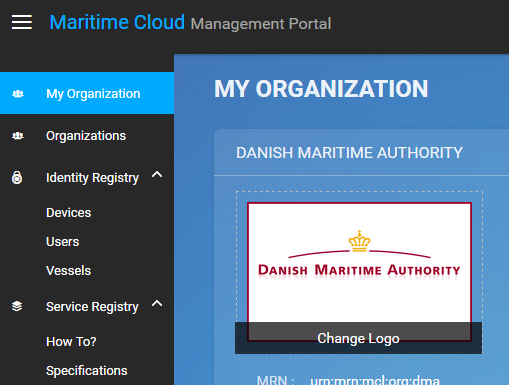 Maritime Cloud Management Portal
My Organization
Organizations
Identity Registry
Devices
Users
Vessels
Service Registry
How To?
Specifications
MY ORGANIZATION
DANISH MARITIME AUTHORITY
DANISH MARITIME AUTHORITY
Change Logo
MRN : urn:mrn:mcl:org:dma